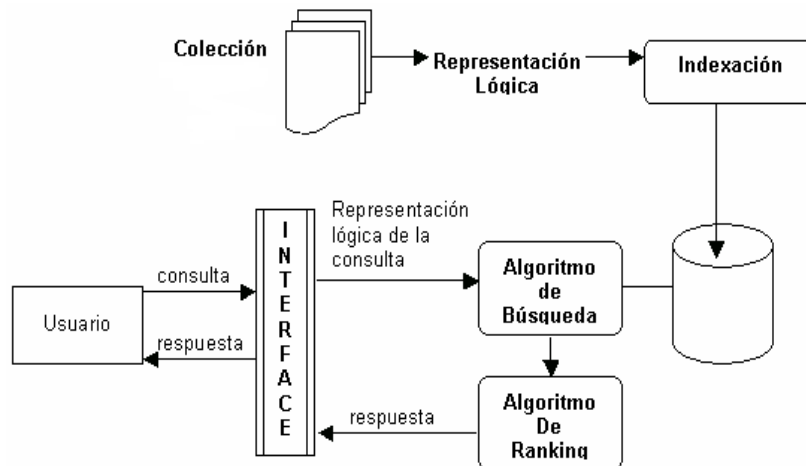 Colección
Representación
Lógica
Indexación
Usuario
consulta
respuesta
I
N
T
E
R
F
A
C
E
Representación
lógica de la
consulta
Algoritmo
de
Búsqueda
Algoritmo
De
Ranking
respuesta